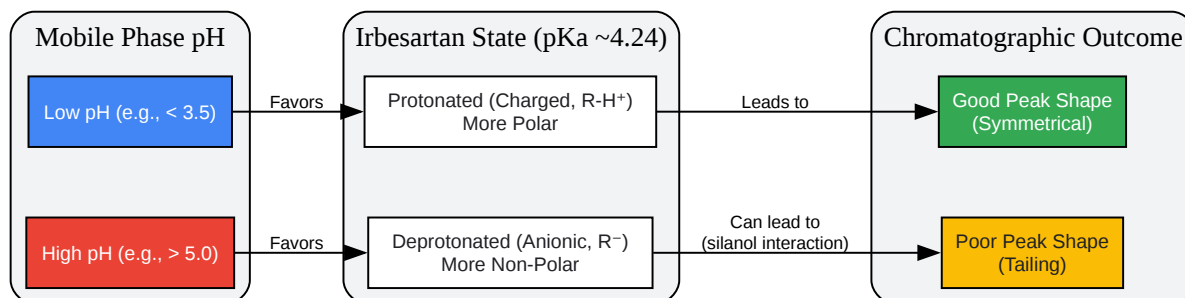 Mobile Phase pH
Irbesartan State (pKa ~4.24)
Chromatographic Outcome
Low pH (e.g., < 3.5)
Favors
Protonated (Charged, R-H⁺)
More Polar
Leads to
Good Peak Shape
(Symmetrical)
High pH (e.g., > 5.0)
Favors
Deprotonated (Anionic, R⁻)
More Non-Polar
Can lead to
(silanol interaction)
Poor Peak Shape
(Tailing)